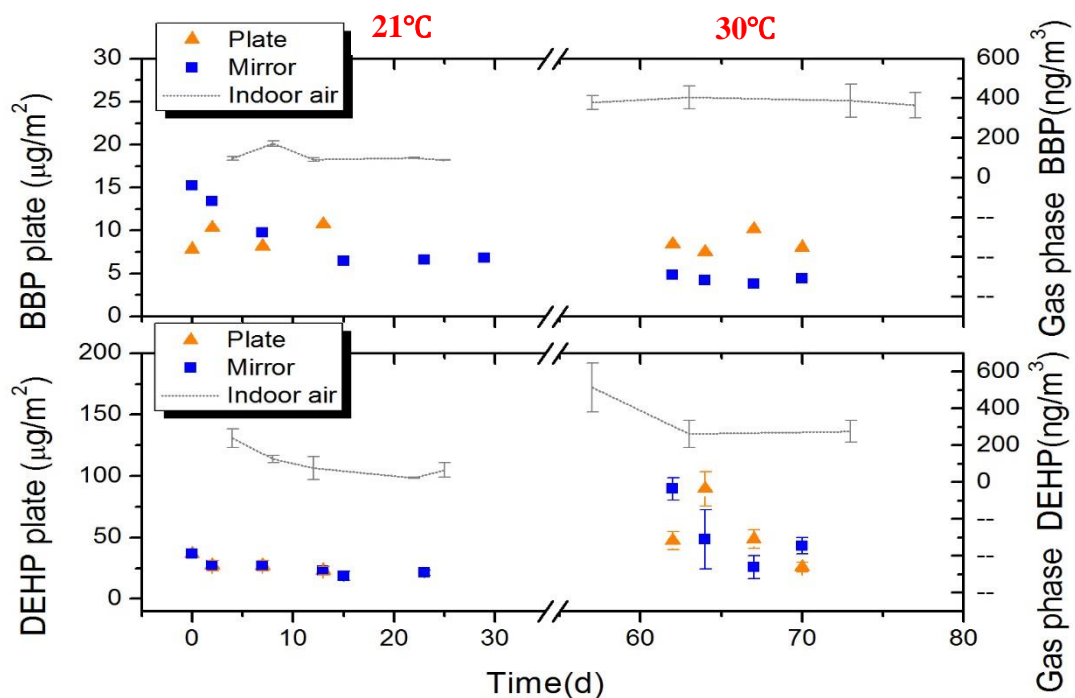 21℃
30℃
Plate
Mirror
Indoor air
30
25
20
15
10
5
0
BBP plate (μg/m²)
600
400
200
0
--
--
--
Gas phase BBP(ng/m³)
Plate
Mirror
Indoor air
200
150
100
50
0
DEHP plate (μg/m²)
600
400
200
0
--
--
--
Gas phase DEHP(ng/m³)
0 10 20 30 60 70 80
Time(d)